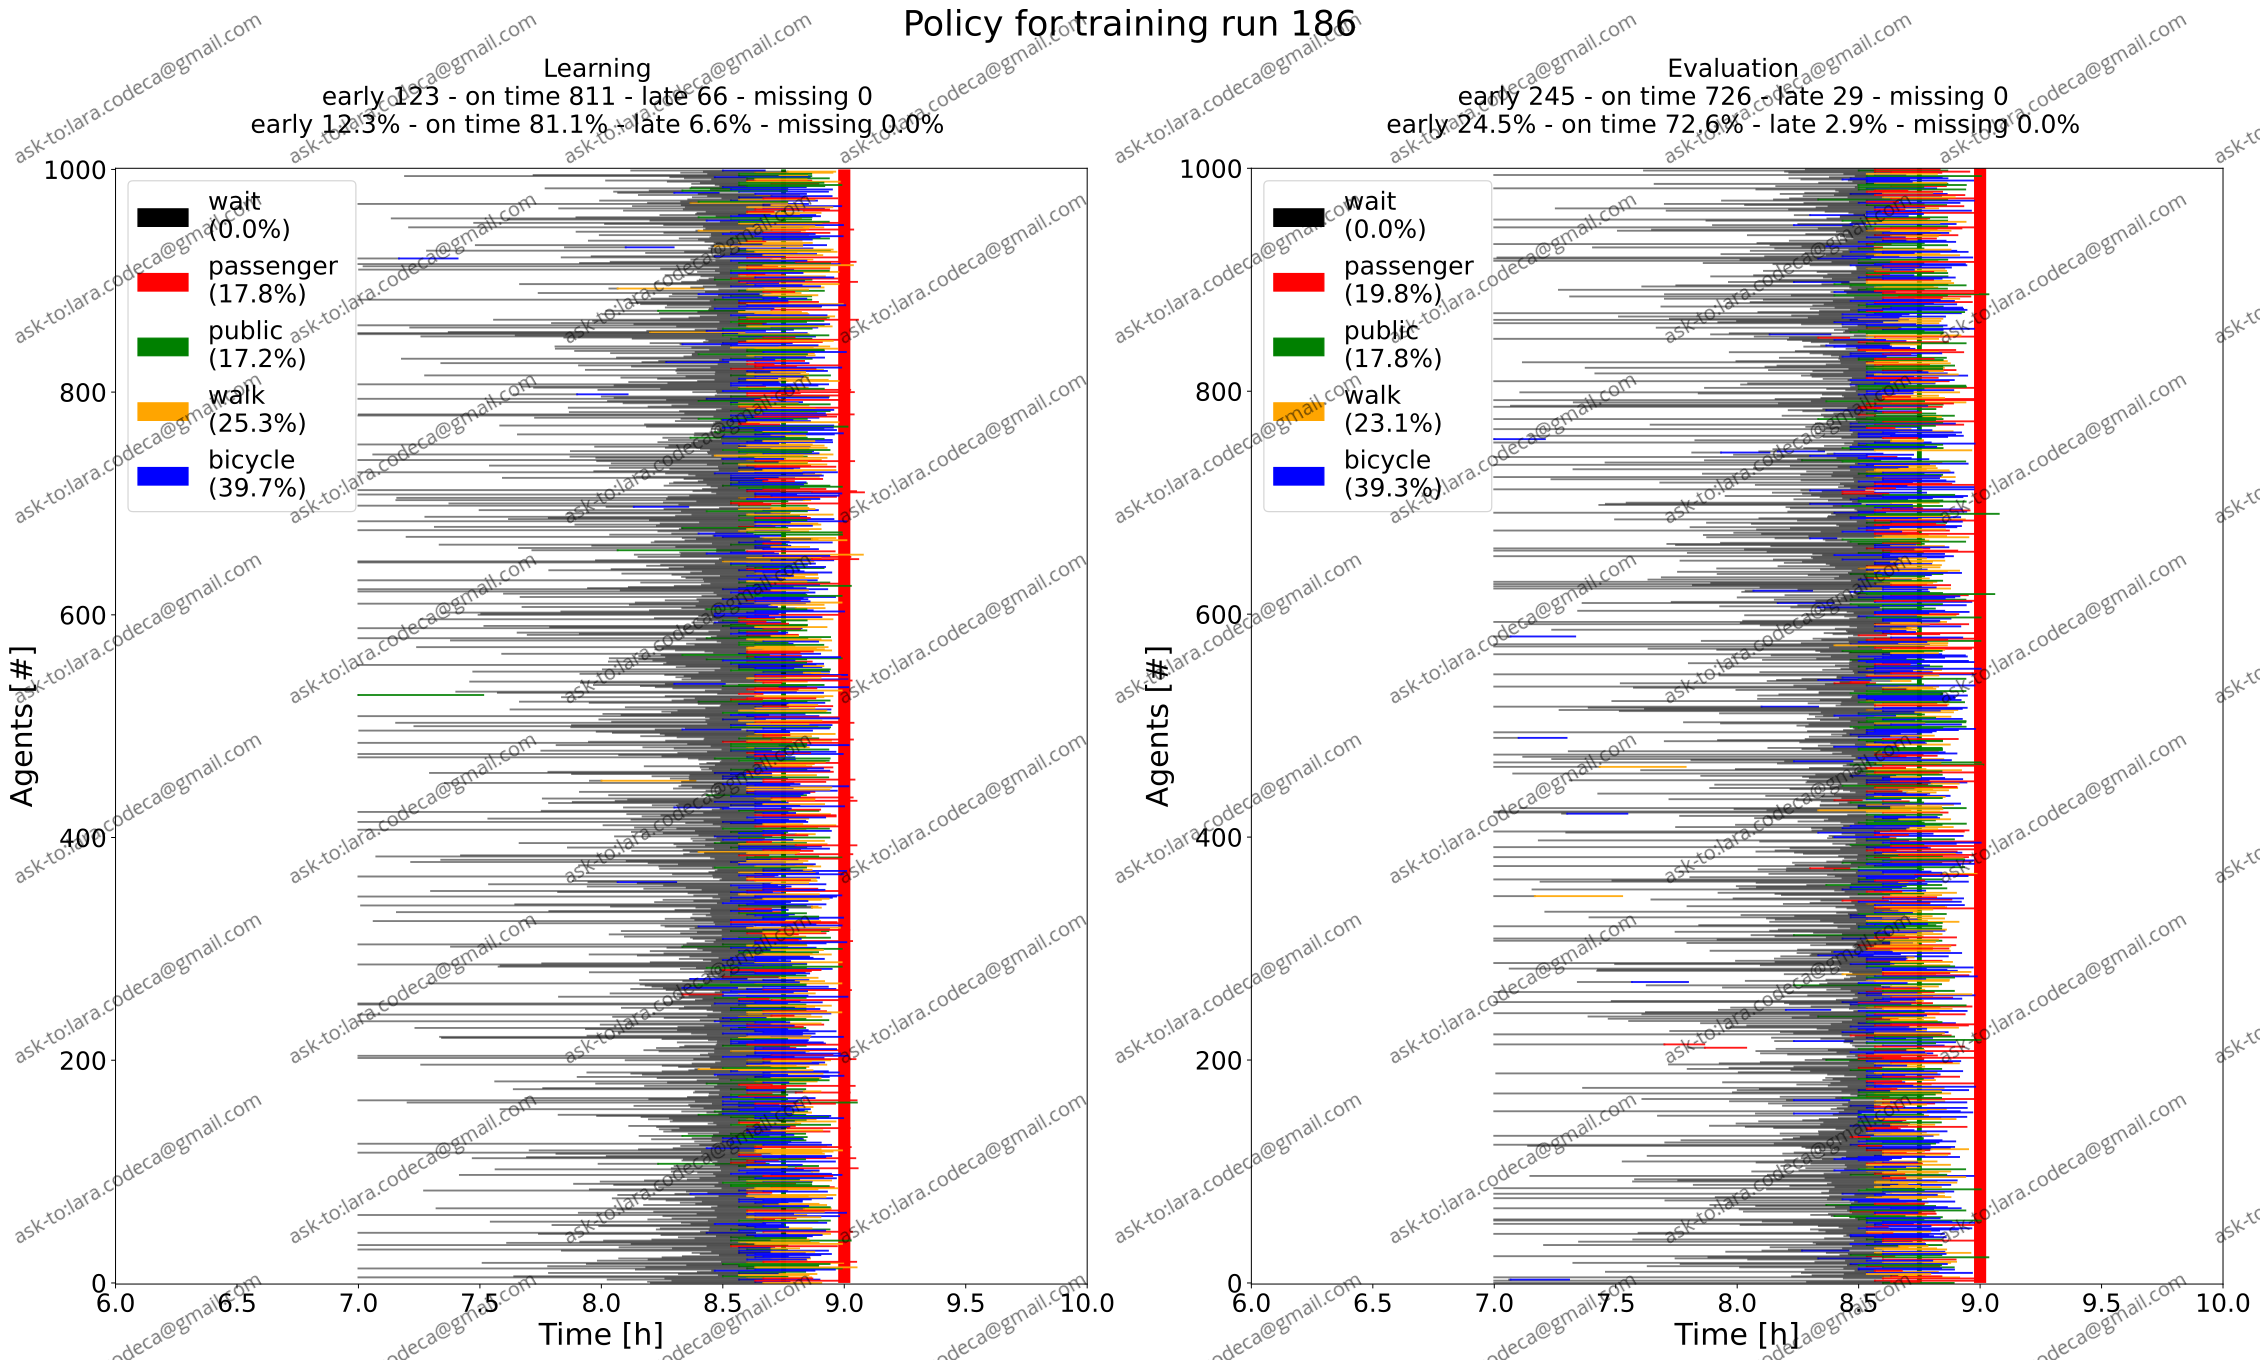 Policy for training run 186
Learning
early 123 - on time 811 - late 66 - missing 0
early 12.3% - on time 81.1% - late 6.6% - missing 0.0%
1000
800
600
400
200
0
Agents [#]
wait
(0.0%)
passenger
(17.8%)
public
(17.2%)
walk
(25.3%)
bicycle
(39.7%)
6.0 6.5 7.0 7.5 8.0 8.5 9.0 9.5 10.0
Time [h]
Evaluation
early 245 - on time 726 - late 29 - missing 0
early 24.5% - on time 72.6% - late 2.9% - missing 0.0%
1000
800
600
400
200
0
Agents [#]
wait
(0.0%)
passenger
(19.8%)
public
(17.8%)
walk
(23.1%)
bicycle
(39.3%)
6.0 6.5 7.0 7.5 8.0 8.5 9.0 9.5 10.0
Time [h]
ask-to:lara.codeca@gmail.com